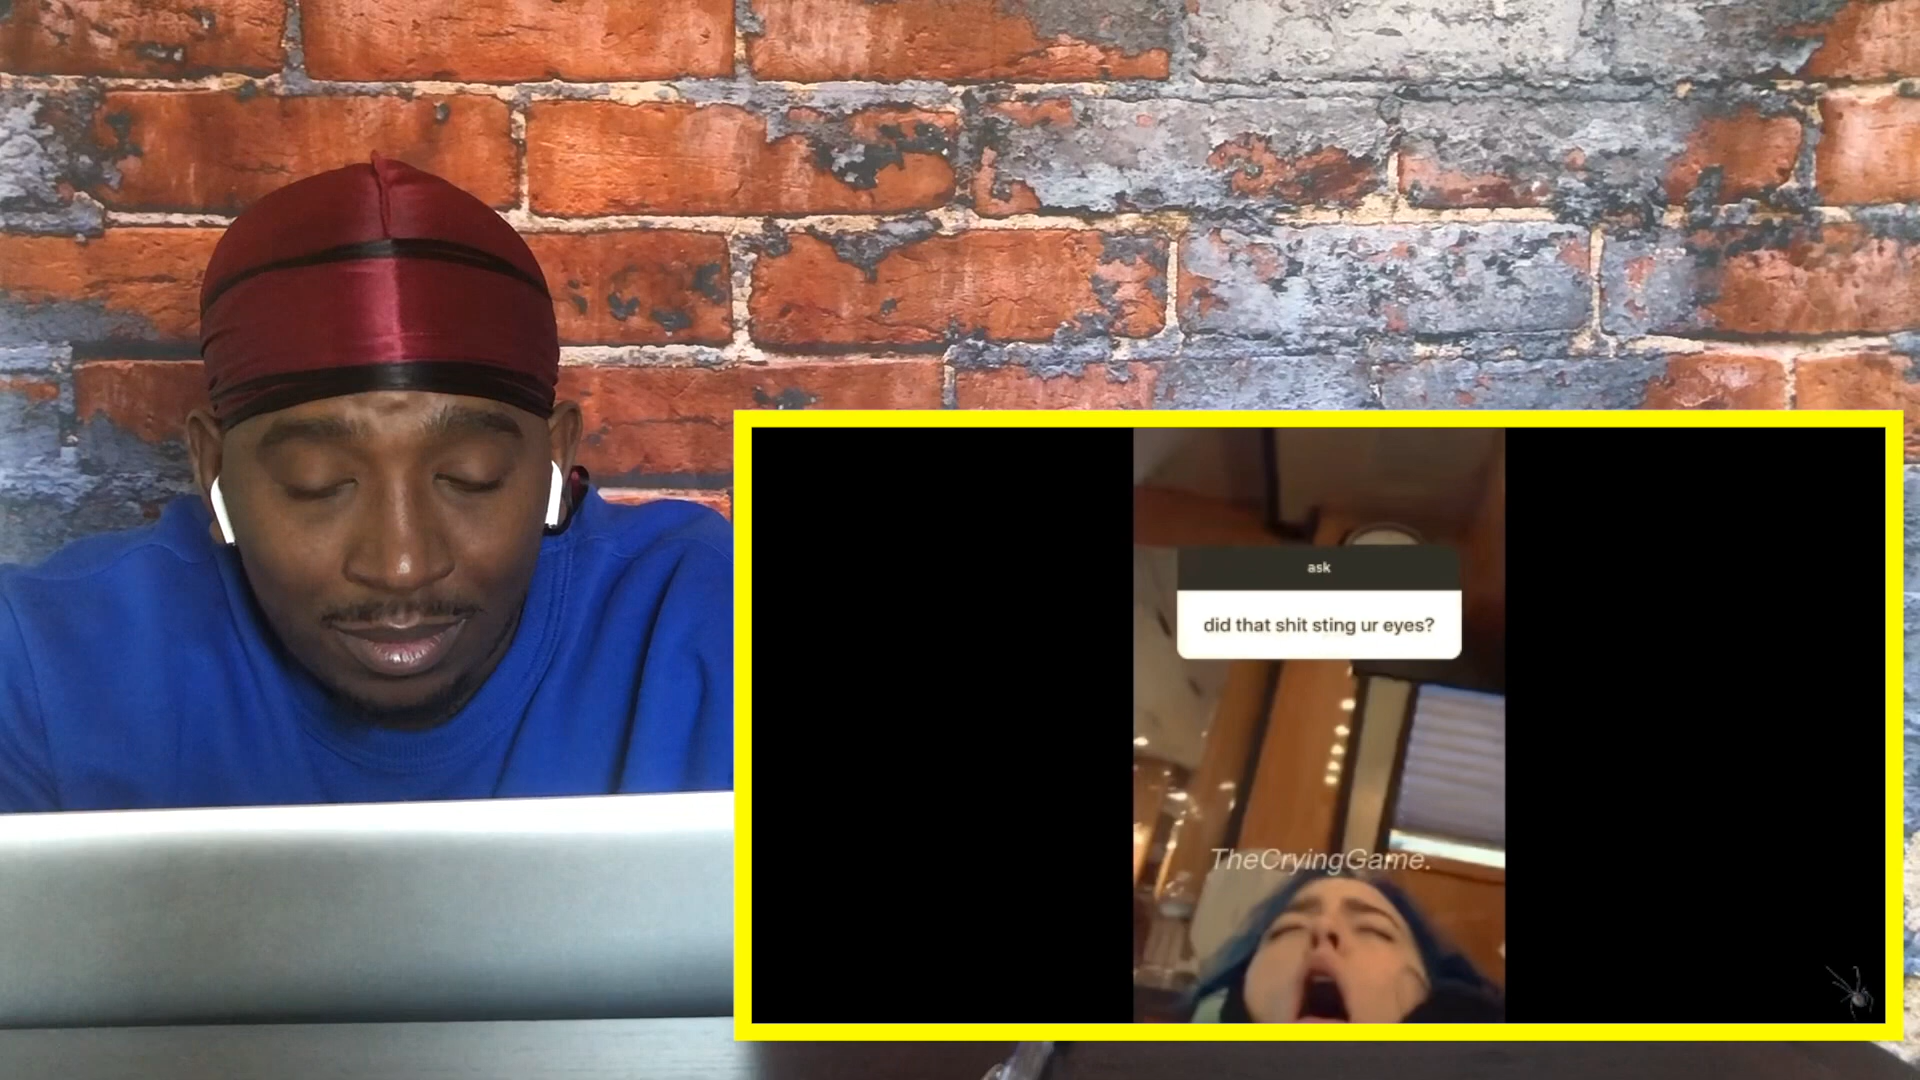 ask
did that shit sting ur eyes?
TheCryingGame.